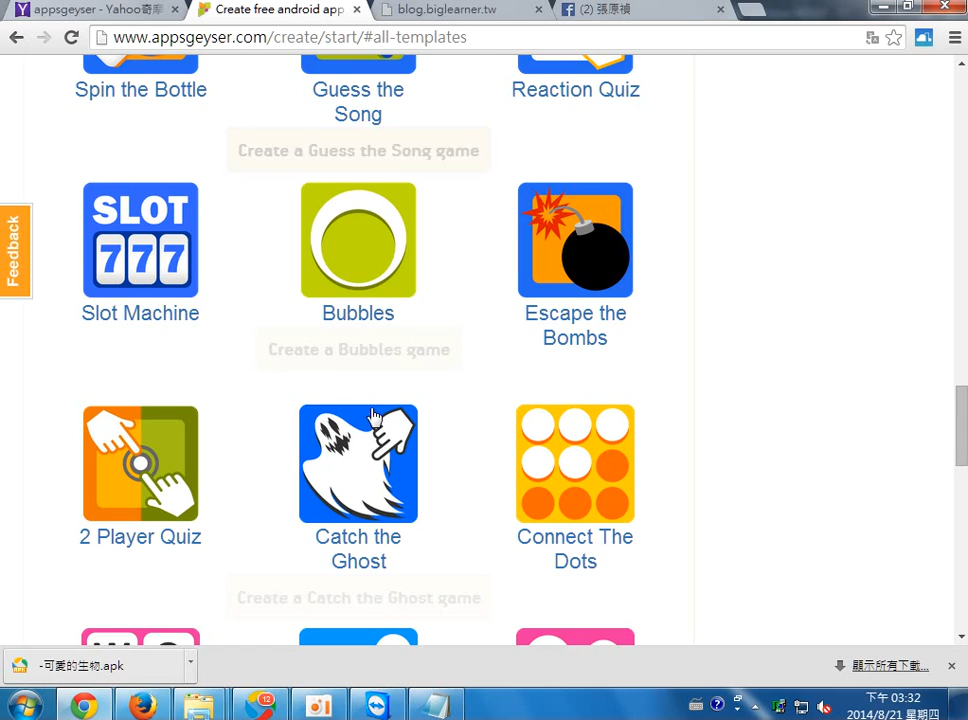 appsgeyser - Yahoo奇摩
Create free android app
blog.biglearner.tw
(2) 張原禎
www.appsgeyser.com/create/start/#all-templates
Spin the Bottle
Guess the
Song
Reaction Quiz
Create a Guess the Song game
Feedback
SLOT
777
Slot Machine
Bubbles
Escape the
Bombs
Create a Bubbles game
2 Player Quiz
Catch the
Ghost
Connect The
Dots
Create a Catch the Ghost game
-可愛的生物.apk
顯示所有下載...
12
下午 03:32
2014/8/21 星期四